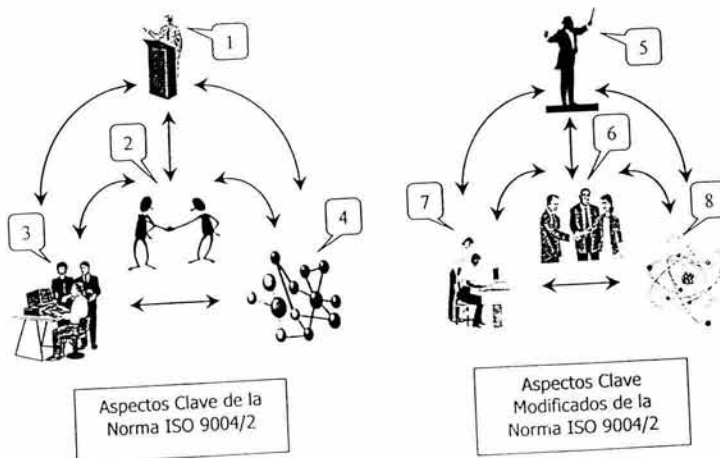 1
5
2
6
3
4
7
8
Aspectos Clave de la
Norma ISO 9004/2
Aspectos Clave
Modificados de la
Norma ISO 9004/2